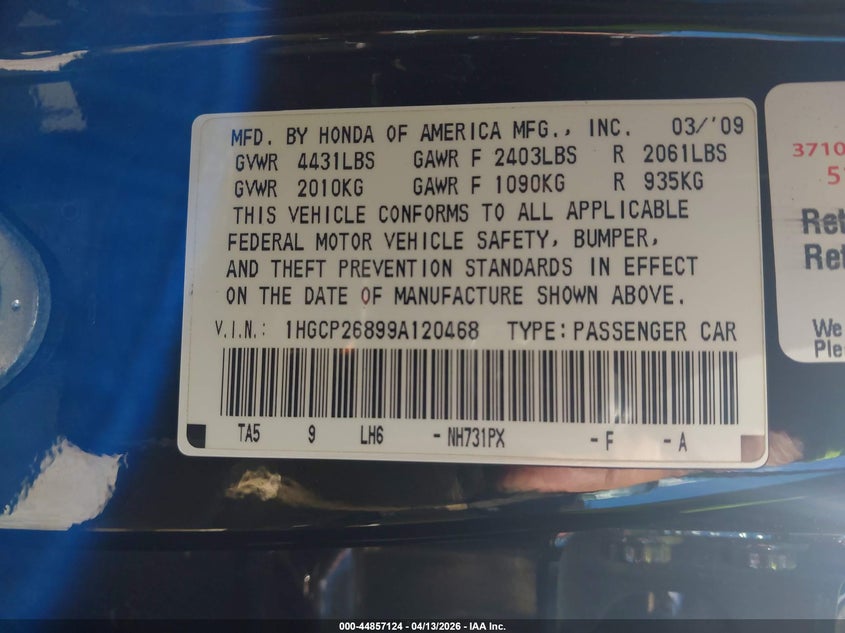 MFD. BY HONDA OF AMERICA MFG., INC. 03/'09
GVWR 4431LBS GAWR F 2403LBS R 2061LBS
GVWR 2010KG GAWR F 1090KG R 935KG
THIS VEHICLE CONFORMS TO ALL APPLICABLE
FEDERAL MOTOR VEHICLE SAFETY, BUMPER,
AND THEFT PREVENTION STANDARDS IN EFFECT
ON THE DATE OF MANUFACTURE SHOWN ABOVE.
V.I.N.: 1HGCP26899A120468 TYPE: PASSENGER CAR
TA5 9 LH6 - NH731PX - F - A
3710
We
000-44857124 - 04/13/2026 - IAA Inc.